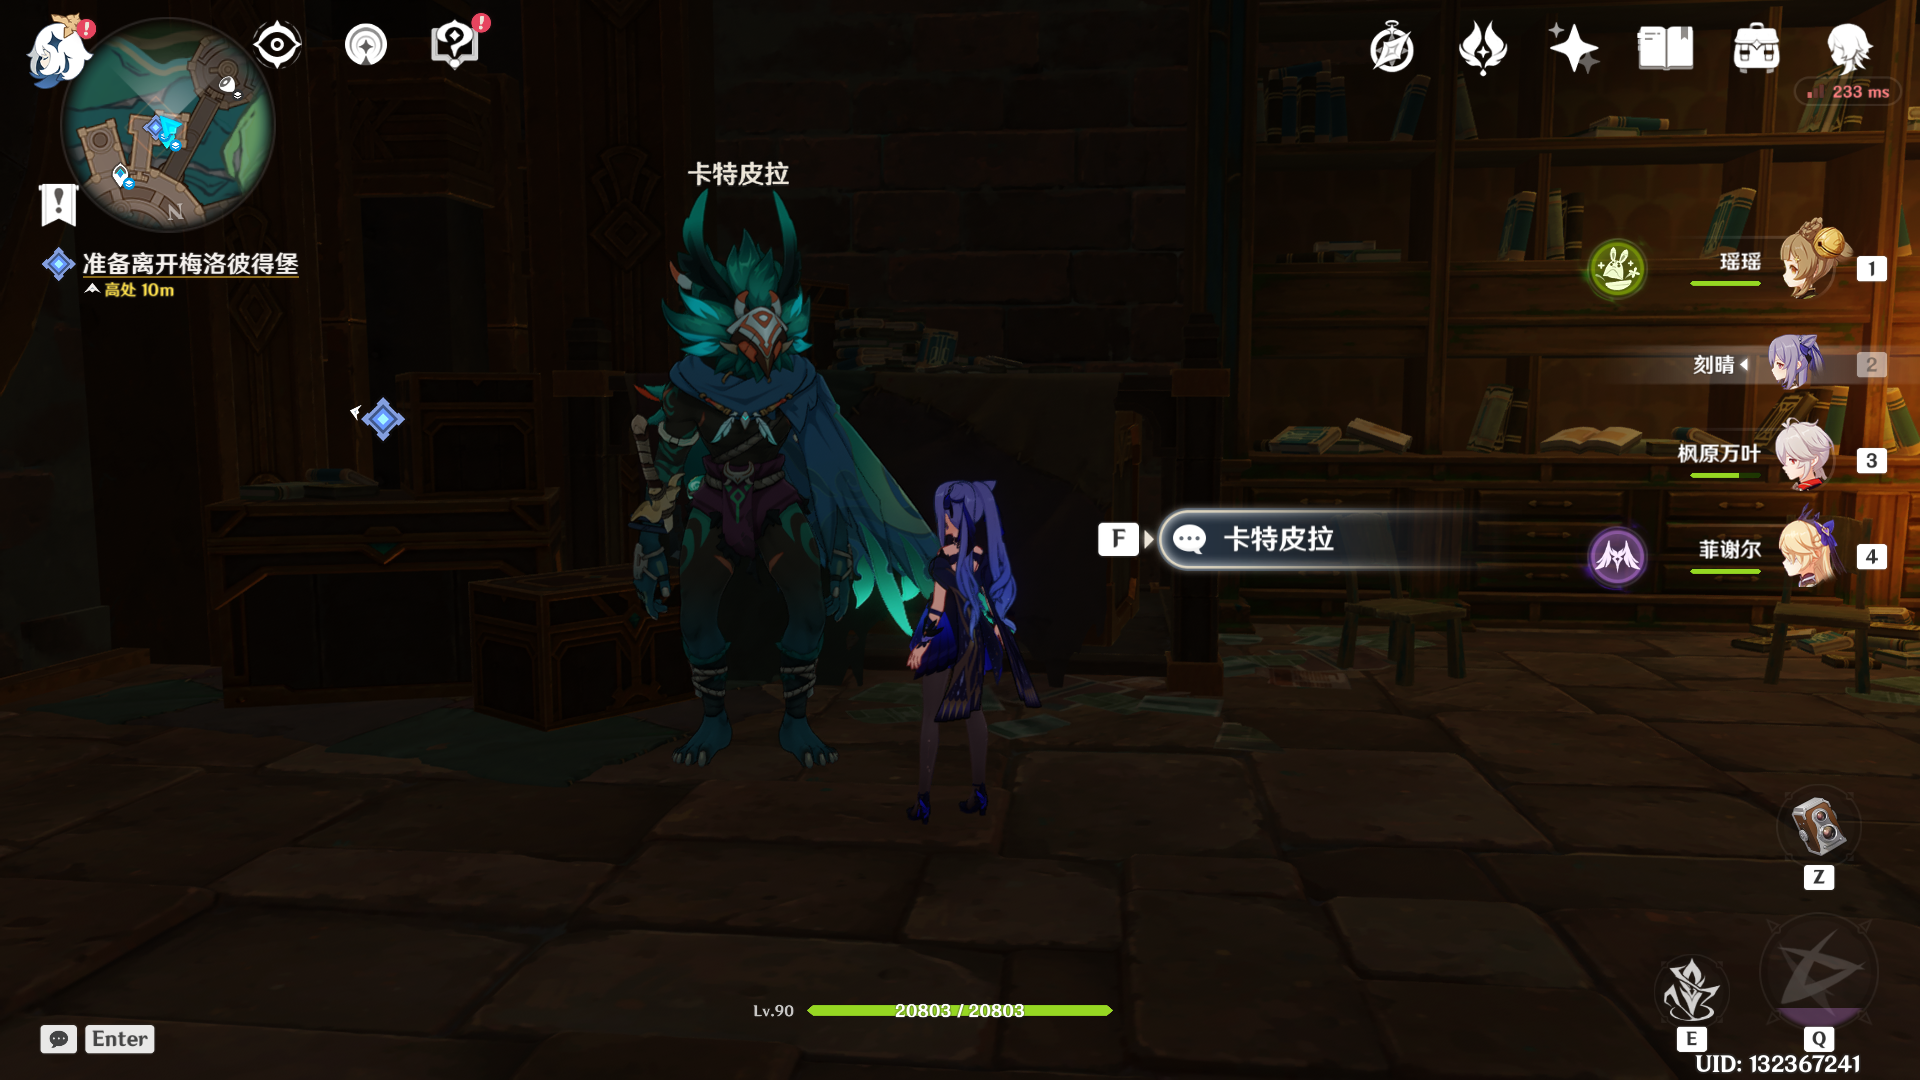 233 ms
卡特皮拉
N
准备离开梅洛彼得堡
高处 10m
瑶瑶
1
刻晴
2
枫原万叶
3
F
卡特皮拉
菲谢尔
4
Z
Lv.90
20803 / 20803
Enter
E
Q
UID: 132367241